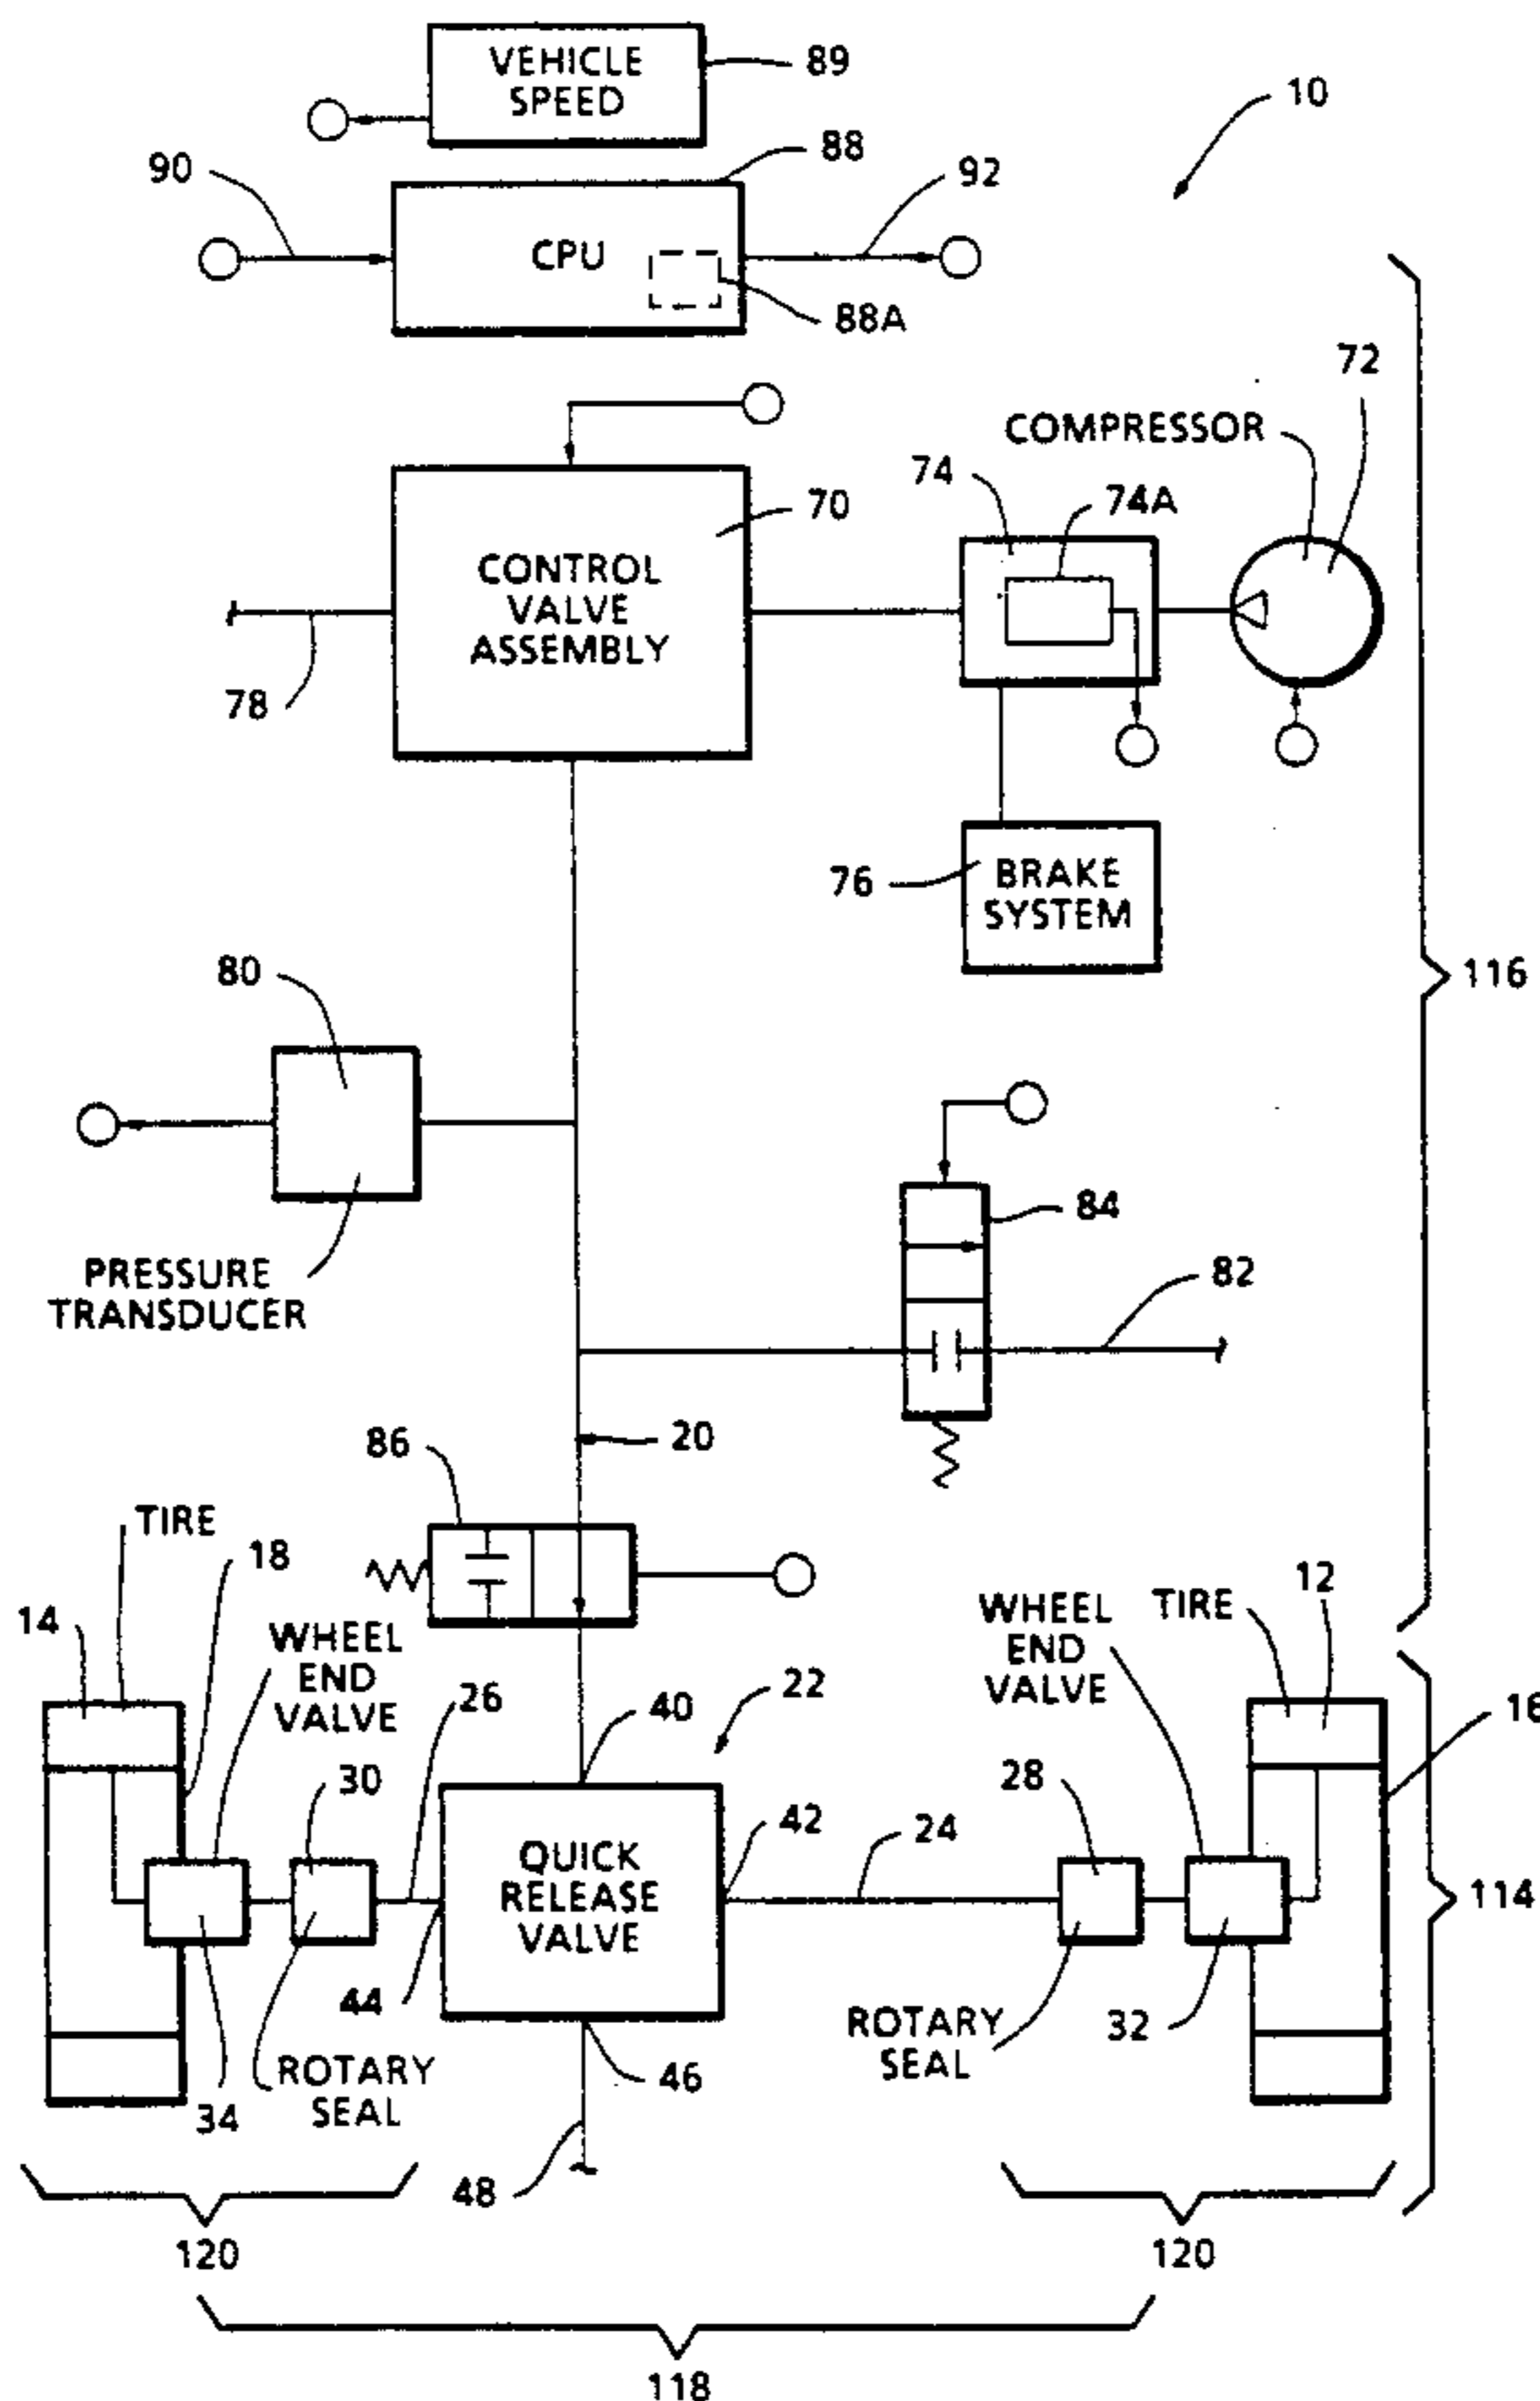 VEHICLE
SPEED
89
10
88
90
92
CPU
88A
72
COMPRESSOR
74
74A
70
CONTROL
VALVE
ASSEMBLY
78
76
BRAKE
SYSTEM
116
80
84
PRESSURE
TRANSDUCER
82
86
20
TIRE
18
14
WHEEL
END
VALVE
26
40
22
WHEEL
END
VALVE
TIRE
12
16
30
28
42
24
QUICK
RELEASE
VALVE
114
44
ROTARY
SEAL
32
34
ROTARY
SEAL
46
48
120
120
118